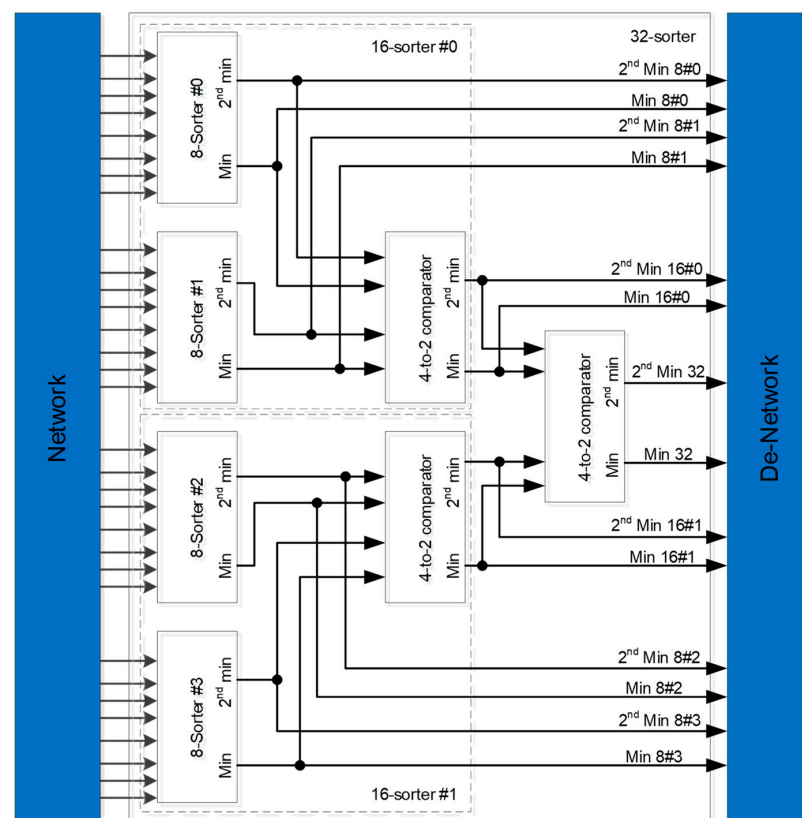 16-sorter #0
32-sorter
8-Sorter #0
2nd min
Min
2nd Min 8#0
Min 8#0
2nd Min 8#1
Min 8#1
8-Sorter #1
2nd min
Min
4-to-2 comparator
2nd min
Min
2nd Min 16#0
Min 16#0
Network
4-to-2 comparator
2nd min
Min
2nd Min 32
Min 32
De-Network
8-Sorter #2
2nd min
Min
4-to-2 comparator
2nd min
Min
2nd Min 16#1
Min 16#1
8-Sorter #3
2nd min
Min
2nd Min 8#2
Min 8#2
2nd Min 8#3
Min 8#3
16-sorter #1